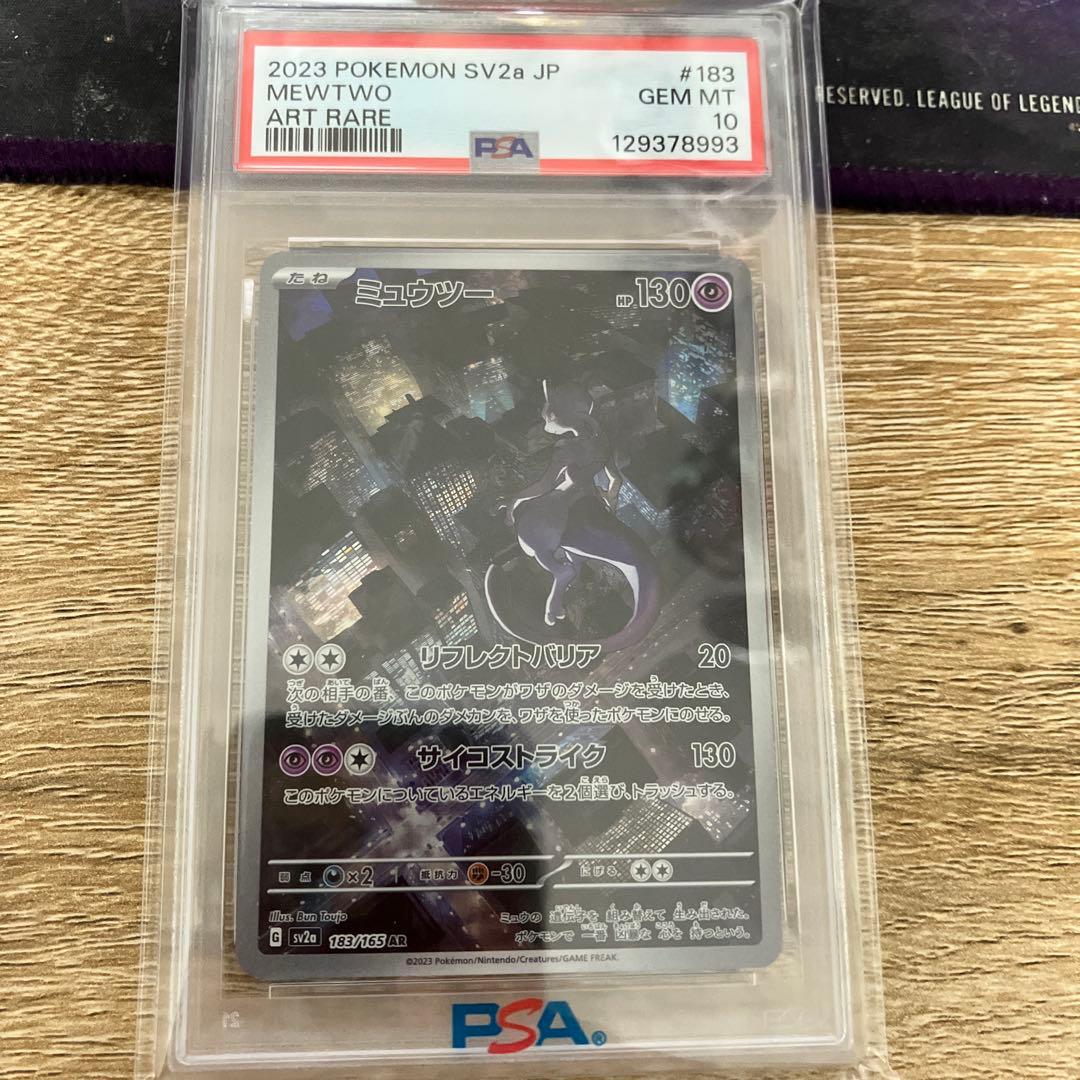 2023 POKEMON SV2a JP #183
MEWTWO GEM MT
ART RARE 10
PSA 129378993
ESERVED. LEAGUE OF LEGEND
たね ミュウツー HP 130
リフレクトバリア 20
次の相手の番、このポケモンがワザのダメージを受けたとき、
受けたダメージぶんのダメカンを、ワザを使ったポケモンにのせる。
サイコストライク 130
このポケモンについているエネルギーを2個選び、トラッシュする。
弱点 ×2 抵抗力 -30 にげる
Illus. Bun Toujo
G sv2a 183/165 AR
ミュウの 遺伝子を 組み替えて 生み出された。
ポケモンで 一番 凶暴な 心を 持つという。
©2023 Pokémon/Nintendo/Creatures/GAME FREAK.
PSA®